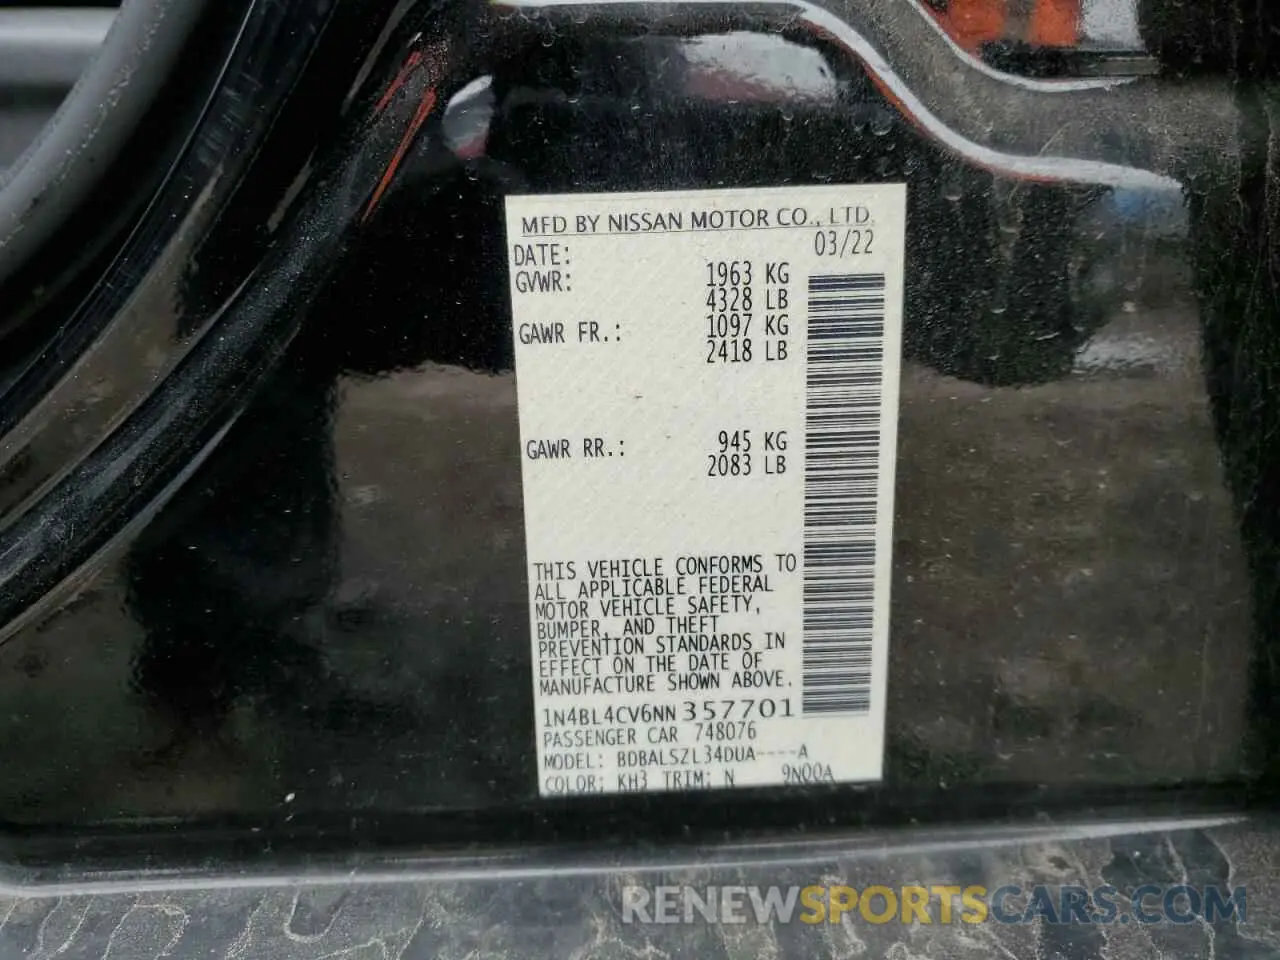 MFD BY NISSAN MOTOR CO., LTD.
DATE: 03/22
GVWR: 1963 KG
4328 LB
GAWR FR.: 1097 KG
2418 LB
GAWR RR.: 945 KG
2083 LB
THIS VEHICLE CONFORMS TO
ALL APPLICABLE FEDERAL
MOTOR VEHICLE SAFETY,
BUMPER, AND THEFT
PREVENTION STANDARDS IN
EFFECT ON THE DATE OF
MANUFACTURE SHOWN ABOVE.
1N4BL4CV6NN 357701
PASSENGER CAR 748076
MODEL: BDBALSZL34DUA----A
COLOR: KH3 TRIM: N 9N00A
RENEWSPORTSCARS.COM